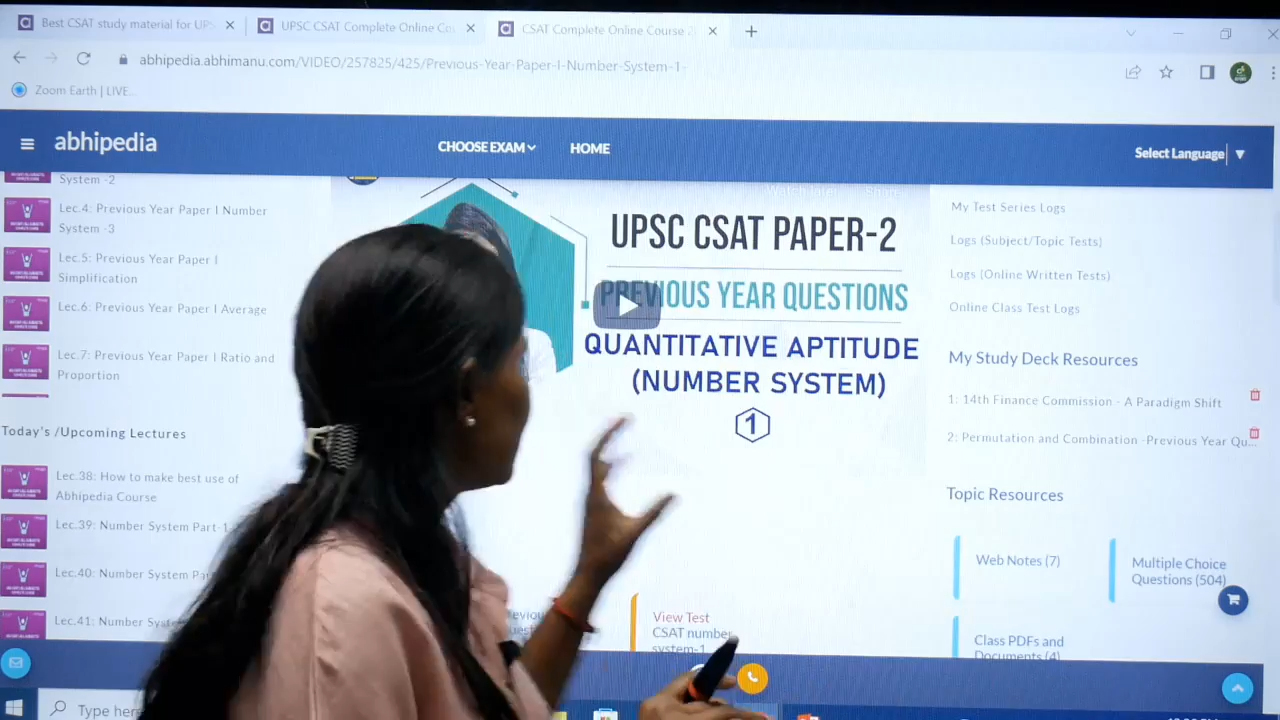 Best CSAT study material for UPS
UPSC CSAT Complete Online Co
CSAT Complete Online Course 2
abhipedia.abhimanu.com/VIDEO/257825/425/Previous-Year-Paper-I-Number-System-1-
Zoom Earth | LIVE...
abhipedia
CHOOSE EXAM
HOME
Select Language
System -2
Lec.4: Previous Year Paper I Number
System -3
Lec.5: Previous Year Paper I
Simplification
Lec.6: Previous Year Paper I Average
Lec.7: Previous Year Paper I Ratio and
Proportion
Today's /Upcoming Lectures
Lec.38: How to make best use of
Abhipedia Course
Lec.39: Number System Part-1
Lec.40: Number System Pa
Lec.41: Number Sys
Watch later
Share
UPSC CSAT PAPER-2
PREVIOUS YEAR QUESTIONS
QUANTITATIVE APTITUDE
(NUMBER SYSTEM)
1
View Test
CSAT number
system-1
My Test Series Logs
Logs (Subject/Topic Tests)
Logs (Online Written Tests)
Online Class Test Logs
My Study Deck Resources
1: 14th Finance Commission - A Paradigm Shift
2: Permutation and Combination -Previous Year Qu...
Topic Resources
Web Notes (7)
Multiple Choice
Questions (504)
Class PDFs and
Documents (4)
Type here